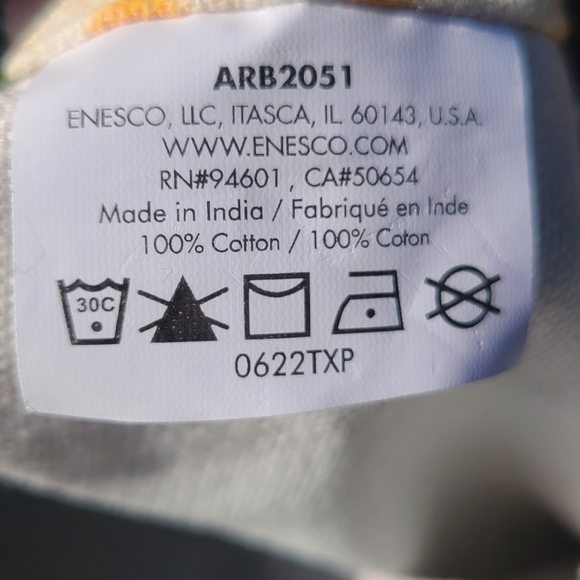 ARB2051
ENESCO, LLC, ITASCA, IL 60143, U.S.A.
WWW.ENESCO.COM
RN#94601, CA#50654
Made in India / Fabriqué en Inde
100% Cotton / 100% Coton
30C
0622TXP